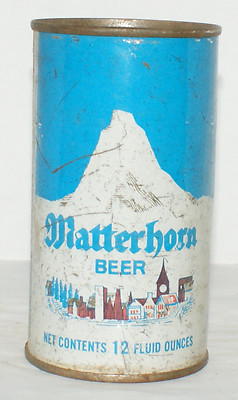 Matterhorn
BEER
NET CONTENTS 12 FLUID OUNCES